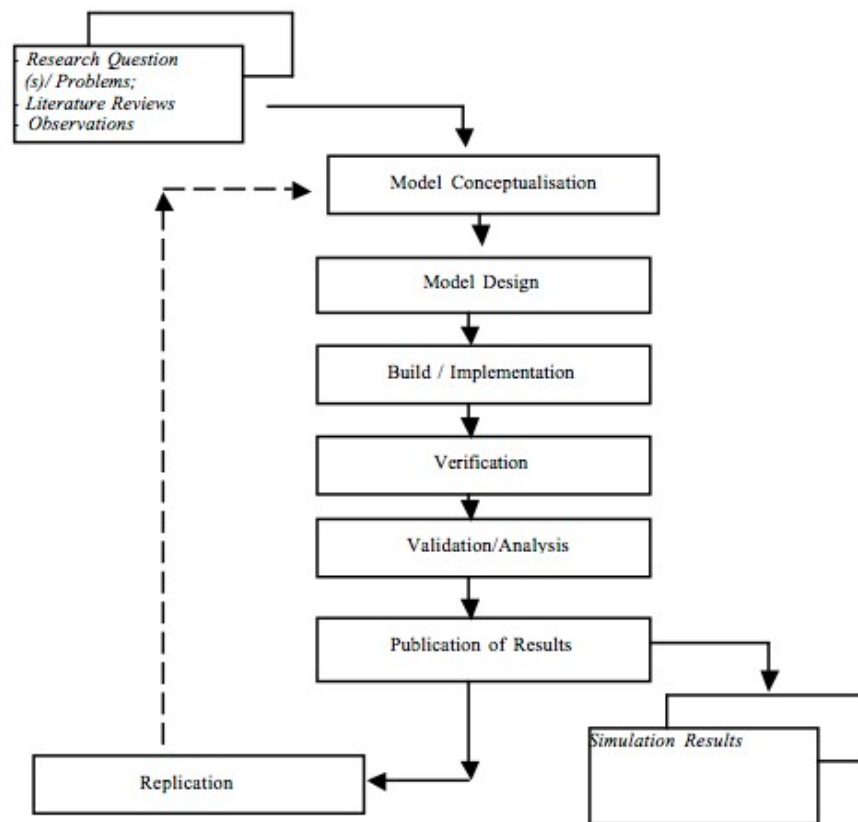 - Research Question
(s)/ Problems;
- Literature Reviews
- Observations
Model Conceptualisation
Model Design
Build / Implementation
Verification
Validation/Analysis
Publication of Results
Simulation Results
Replication